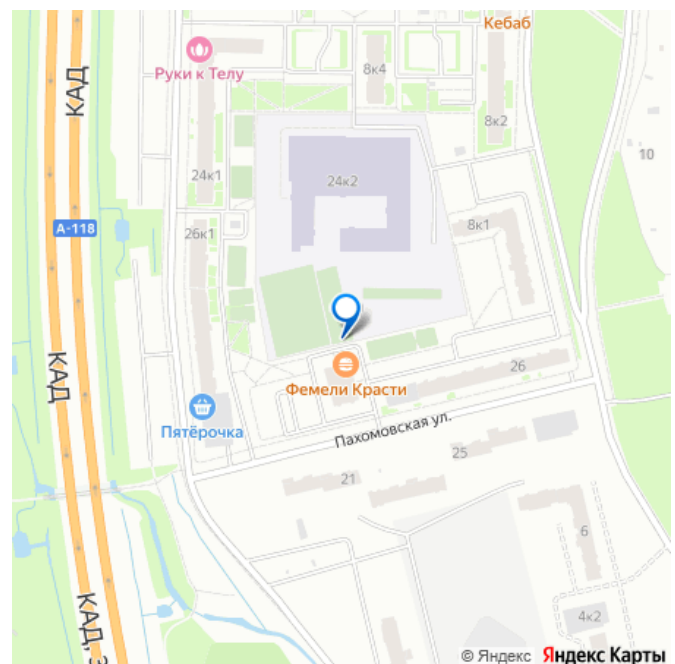 Кебаб
КАД
Руки к Телу
8к4
8к2
10
24к1
24к2
А-118
26к1
8к1
КАД
Фемели Красти
26
Пятёрочка
Пахомовская ул.
25
21
6
4к2
КАД, З
© Яндекс Яндекс Карты